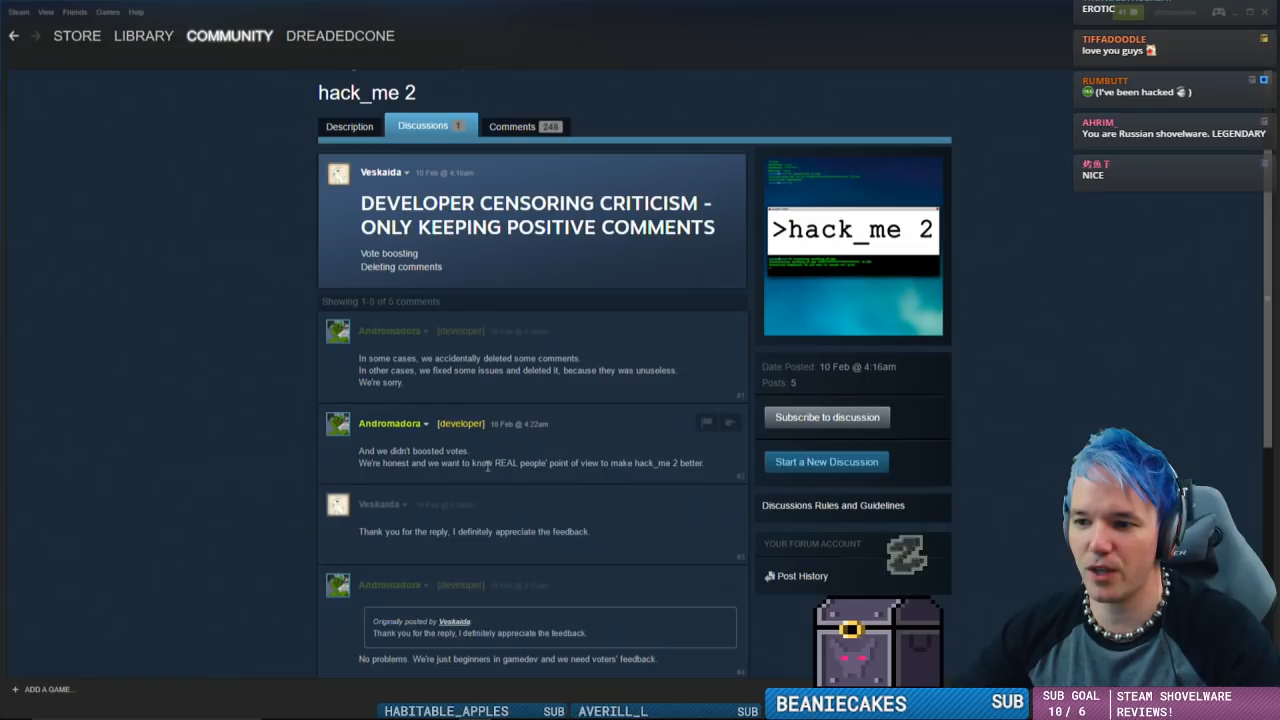 Steam View Friends Games Help
STORE LIBRARY COMMUNITY DREADEDCONE
hack_me 2
Description Discussions 1 Comments 246
Veskaida 10 Feb @ 4:16am
DEVELOPER CENSORING CRITICISM -
ONLY KEEPING POSITIVE COMMENTS
Vote boosting
Deleting comments
Showing 1-5 of 5 comments
Andromadora [developer]
In some cases, we accidentally deleted some comments.
In other cases, we fixed some issues and deleted it, because they was unuseless.
We're sorry.
#1
Andromadora [developer] 10 Feb @ 4:22am
And we didn't boosted votes.
We're honest and we want to know REAL people' point of view to make hack_me 2 better.
#2
Veskaida
Thank you for the reply, I definitely appreciate the feedback.
#3
Andromadora [developer]
Originally posted by Veskaida:
Thank you for the reply, I definitely appreciate the feedback.
No problems. We're just beginners in gamedev and we need voters' feedback.
#4
>hack_me 2
Date Posted: 10 Feb @ 4:16am
Posts: 5
Subscribe to discussion
Start a New Discussion
Discussions Rules and Guidelines
YOUR FORUM ACCOUNT
Post History
EROTIC
TIFFADOODLE
love you guys
RUMBUTT
(I've been hacked )
AHRIM_
You are Russian shovelware. LEGENDARY
烤鱼干
NICE
+ ADD A GAME...
HABITABLE_APPLES SUB AVERILL_L SUB
BEANIECAKES SUB
SUB GOAL
10/ 6
STEAM SHOVELWARE
REVIEWS!